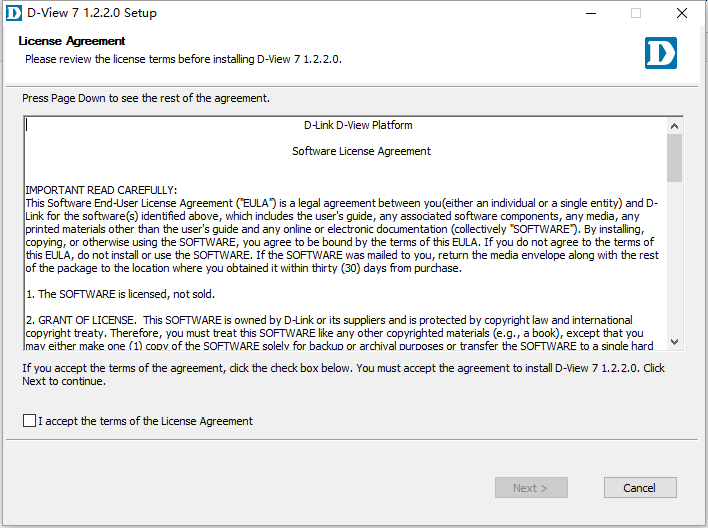 D-View 7 1.2.2.0 Setup
License Agreement
Please review the license terms before installing D-View 7 1.2.2.0.
Press Page Down to see the rest of the agreement.
D-Link D-View Platform
Software License Agreement
IMPORTANT READ CAREFULLY:
This Software End-User License Agreement ("EULA") is a legal agreement between you(either an individual or a single entity) and D-
Link for the software(s) identified above, which includes the user's guide, any associated software components, any media, any
printed materials other than the user's guide and any online or electronic documentation (collectively "SOFTWARE"). By installing,
copying, or otherwise using the SOFTWARE, you agree to be bound by the terms of this EULA. If you do not agree to the terms of
this EULA, do not install or use the SOFTWARE. If the SOFTWARE was mailed to you, return the media envelope along with the rest
of the package to the location where you obtained it within thirty (30) days from purchase.
1. The SOFTWARE is licensed, not sold.
2. GRANT OF LICENSE.  This SOFTWARE is owned by D-Link or its suppliers and is protected by copyright law and international
copyright treaty. Therefore, you must treat this SOFTWARE like any other copyrighted materials (e.g., a book), except that you
may either make one (1) copy of the SOFTWARE solely for backup or archival purposes or transfer the SOFTWARE to a single hard
If you accept the terms of the agreement, click the check box below. You must accept the agreement to install D-View 7 1.2.2.0. Click
Next to continue.
I accept the terms of the License Agreement
Next >
Cancel